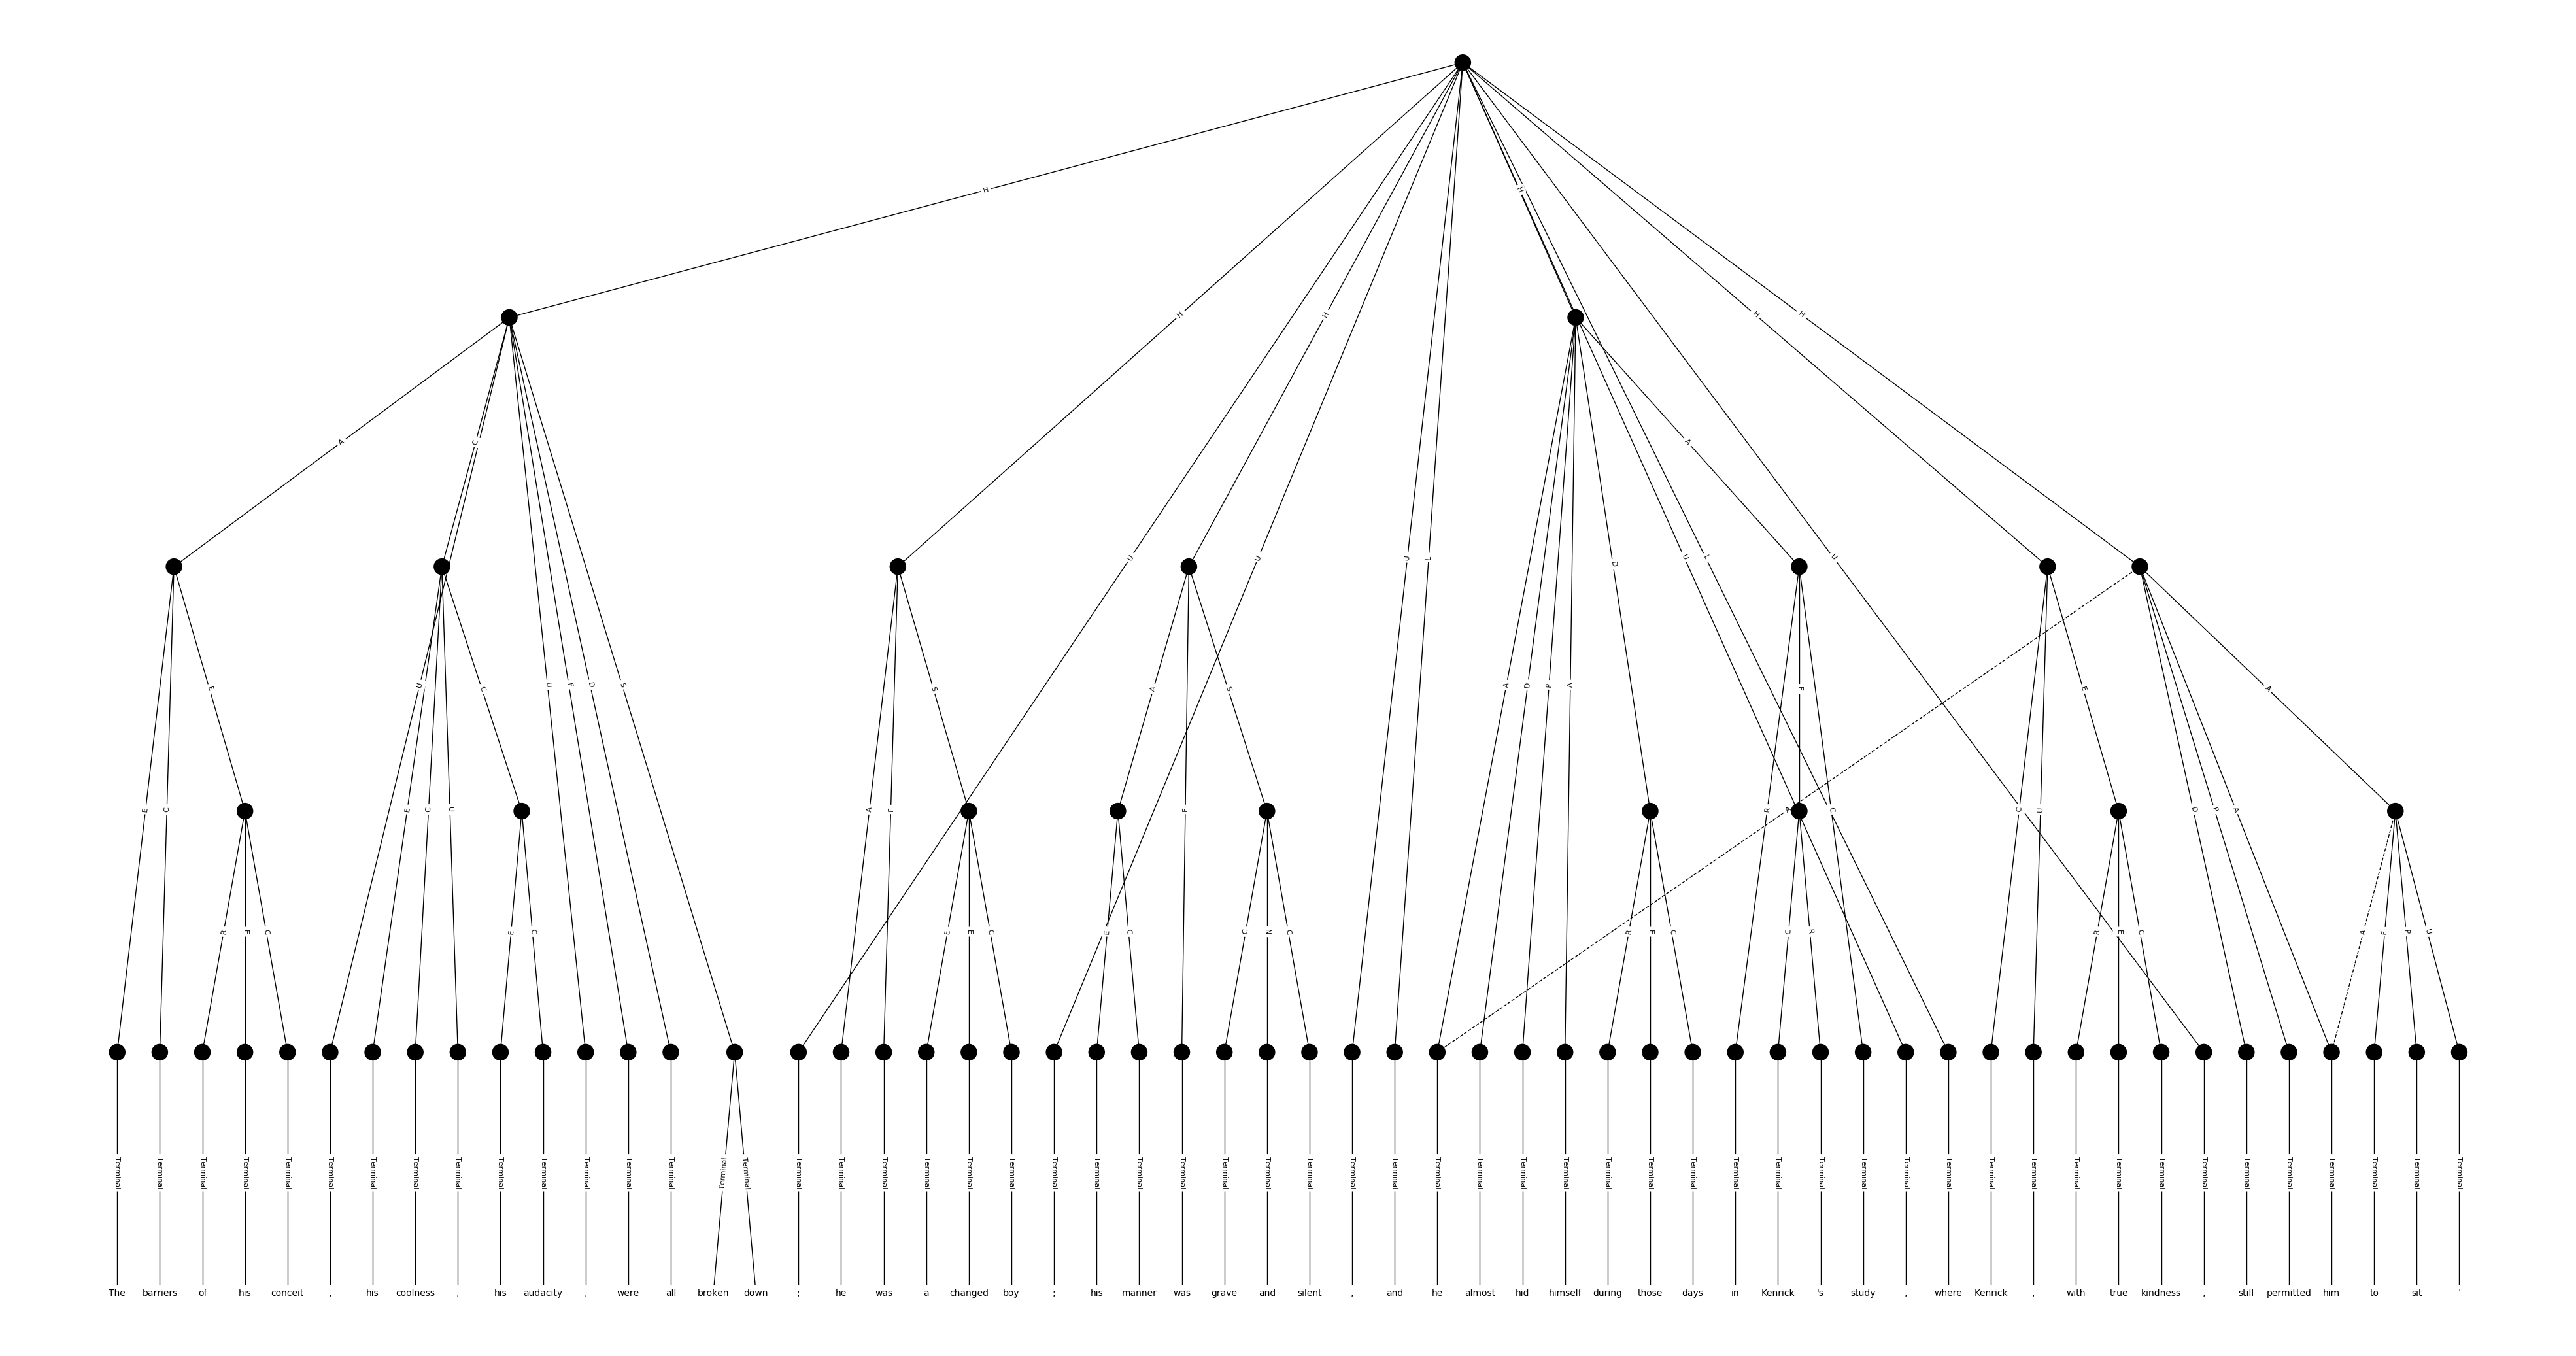 H
H H H H H
A C A
U U U L D U L U
E U C S U F D S S A S A D P A E E A
E C E C U A F F R A C C U D P A
R E C E C E E C E C C N C R E C C R R E C A F P U
Terminal Terminal Terminal Terminal Terminal Terminal Terminal Terminal Terminal Terminal Terminal Terminal Terminal Terminal Terminal Terminal Terminal Terminal Terminal Terminal Terminal Terminal Terminal Terminal Terminal Terminal Terminal Terminal Terminal Terminal Terminal Terminal Terminal Terminal Terminal Terminal Terminal Terminal Terminal Terminal Terminal Terminal Terminal Terminal Terminal Terminal Terminal Terminal Terminal Terminal Terminal Terminal Terminal Terminal Terminal Terminal
The barriers of his conceit , his coolness , his audacity , were all broken down ; he was a changed boy ; his manner was grave and silent , and he almost hid himself during those days in Kenrick 's study , where Kenrick , with true kindness , still permitted him to sit .